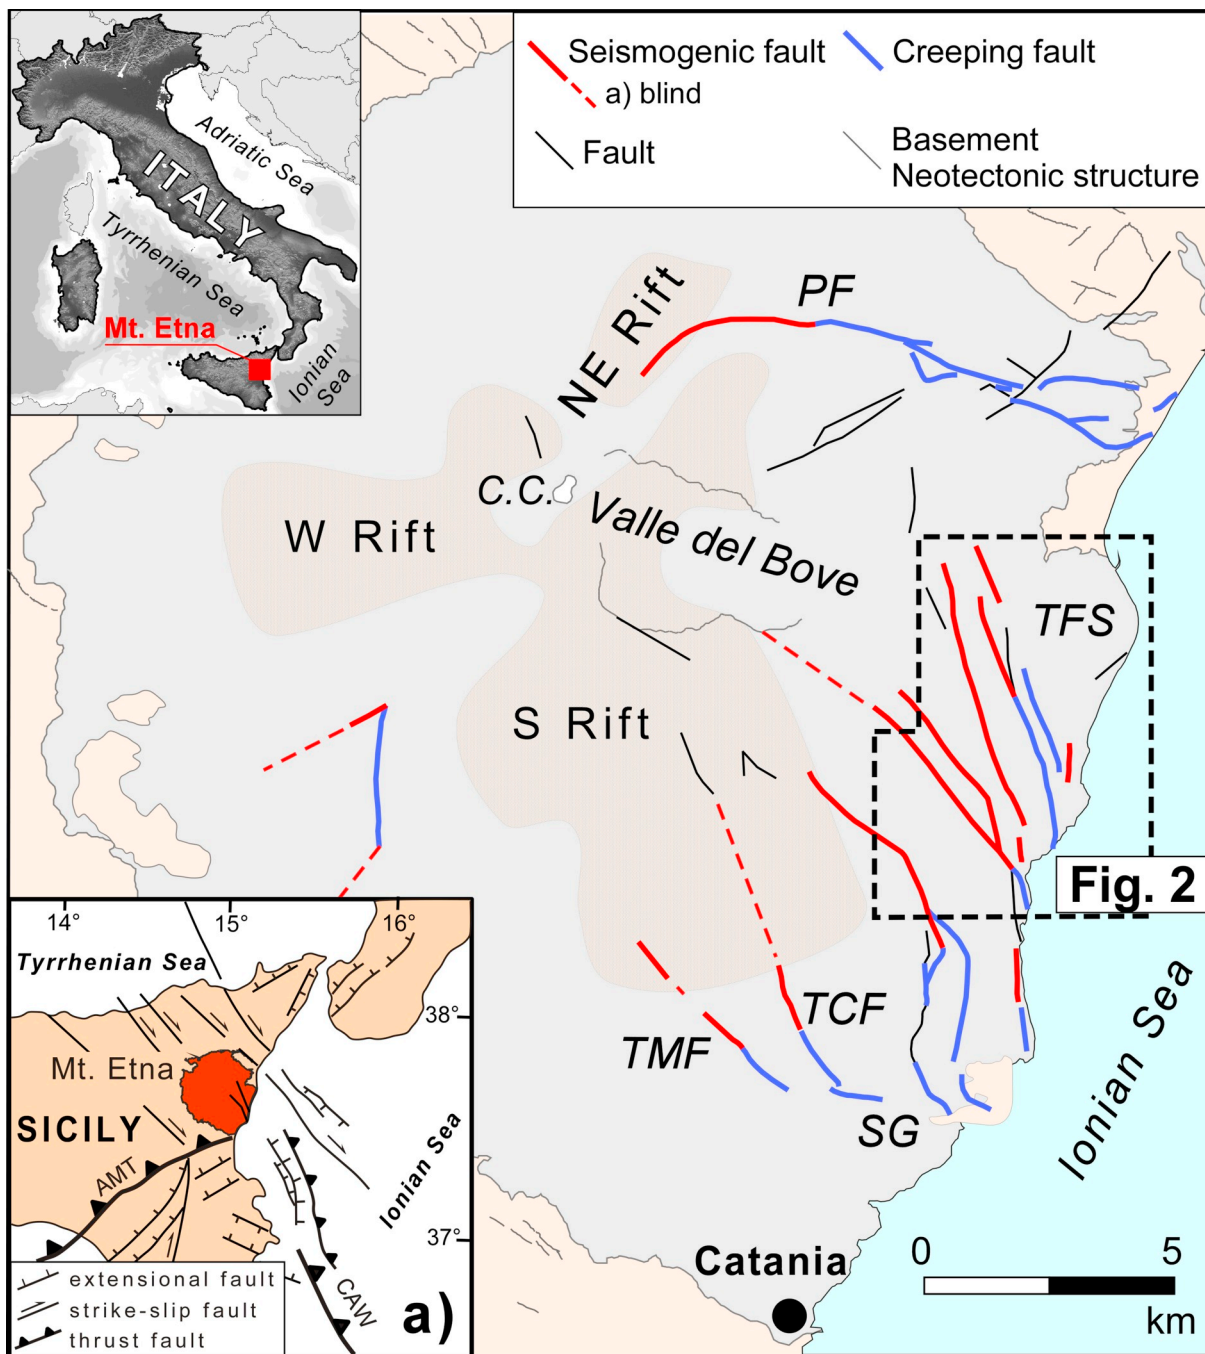 Adriatic Sea
ITALY
Tyrrhenian Sea
Mt. Etna
Ionian
Sea
Seismogenic fault
a) blind
Creeping fault
Fault
Basement
Neotectonic structure
PF
NE Rift
C.C.
W Rift
Valle del Bove
TFS
S Rift
Fig. 2
TCF
TMF
SG
Ionian Sea
Catania
0 5
km
14° 15° 16°
Tyrrhenian Sea
38°
Mt. Etna
SICILY
AMT
Ionian Sea
37°
CAW
extensional fault
strike-slip fault
thrust fault
a)